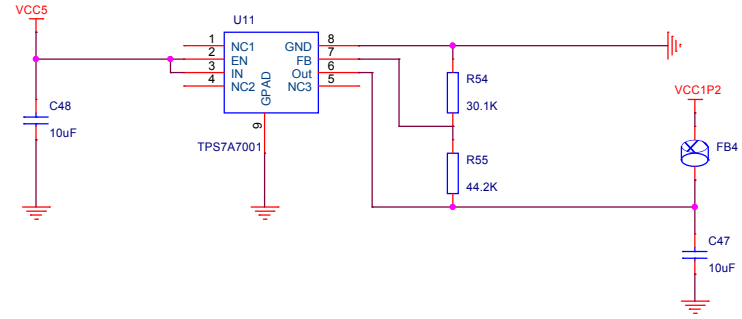 VCC5
U11
1 NC1 GND 8
2 EN FB 7
3 IN Out 6
4 NC2 NC3 5
GPAD
9
TPS7A7001
C48
10uF
R54
30.1K
R55
44.2K
VCC1P2
FB4
C47
10uF